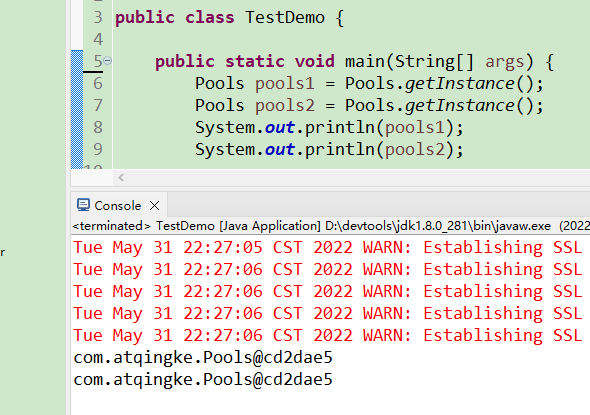 3 public class TestDemo {
4
5 public static void main(String[] args) {
6 Pools pools1 = Pools.getInstance();
7 Pools pools2 = Pools.getInstance();
8 System.out.println(pools1);
9 System.out.println(pools2);
Console
<terminated> TestDemo [Java Application] D:\devtools\jdk1.8.0_281\bin\javaw.exe (2022
r
Tue May 31 22:27:05 CST 2022 WARN: Establishing SSL
Tue May 31 22:27:06 CST 2022 WARN: Establishing SSL
Tue May 31 22:27:06 CST 2022 WARN: Establishing SSL
Tue May 31 22:27:06 CST 2022 WARN: Establishing SSL
Tue May 31 22:27:06 CST 2022 WARN: Establishing SSL
com.atqingke.Pools@cd2dae5
com.atqingke.Pools@cd2dae5